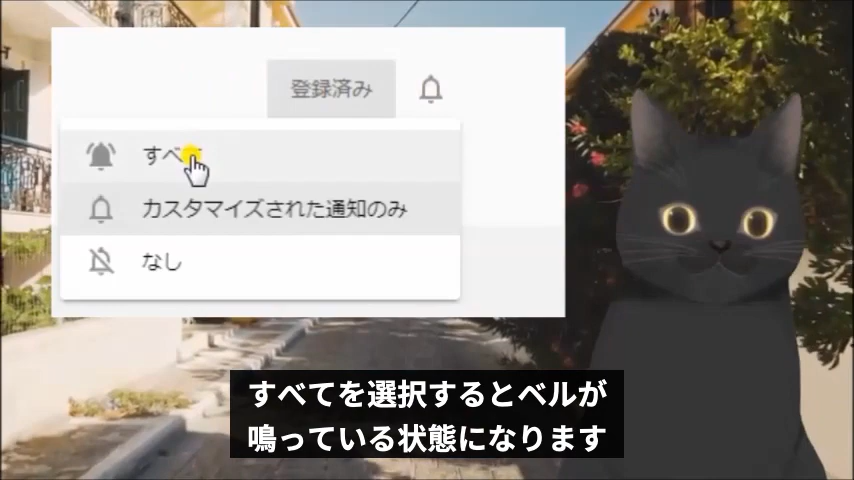 登録済み
すべて
カスタマイズされた通知のみ
なし
すべてを選択するとベルが
鳴っている状態になります